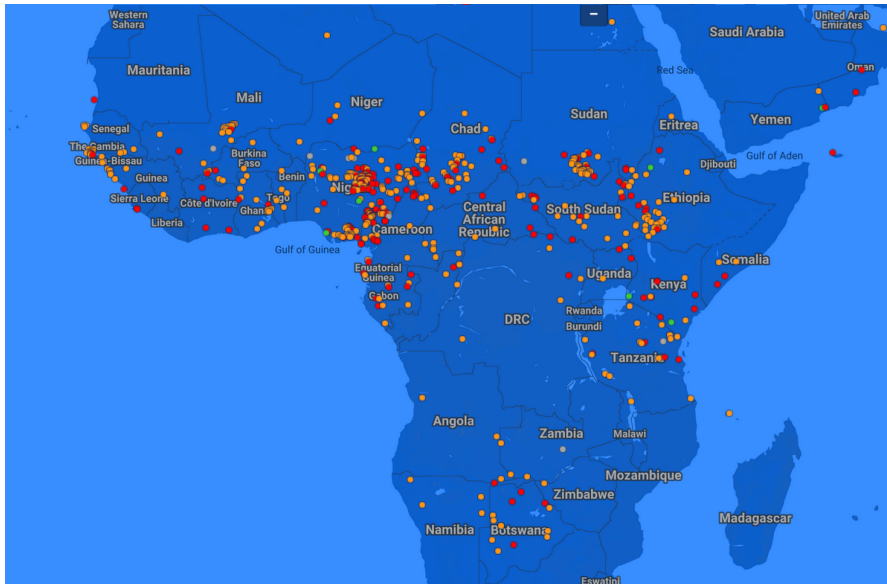 −
Western
Sahara
United Arab
Emirates
Saudi Arabia
Oman
Red Sea
Mauritania
Mali
Niger
Chad
Sudan
Eritrea
Yemen
Senegal
The Gambia
Guinea-Bissau
Burkina
Faso
Djibouti
Gulf of Aden
Guinea
Benin
Sierra Leone
Côte d'Ivoire
Togo
Ghana
Ethiopia
South Sudan
Central
African
Republic
Liberia
Cameroon
Gulf of Guinea
Somalia
Equatorial
Guinea
Uganda
Kenya
Gabon
DRC
Rwanda
Burundi
Tanzania
Angola
Zambia
Malawi
Mozambique
Zimbabwe
Madagascar
Namibia
Botswana
Eswatini